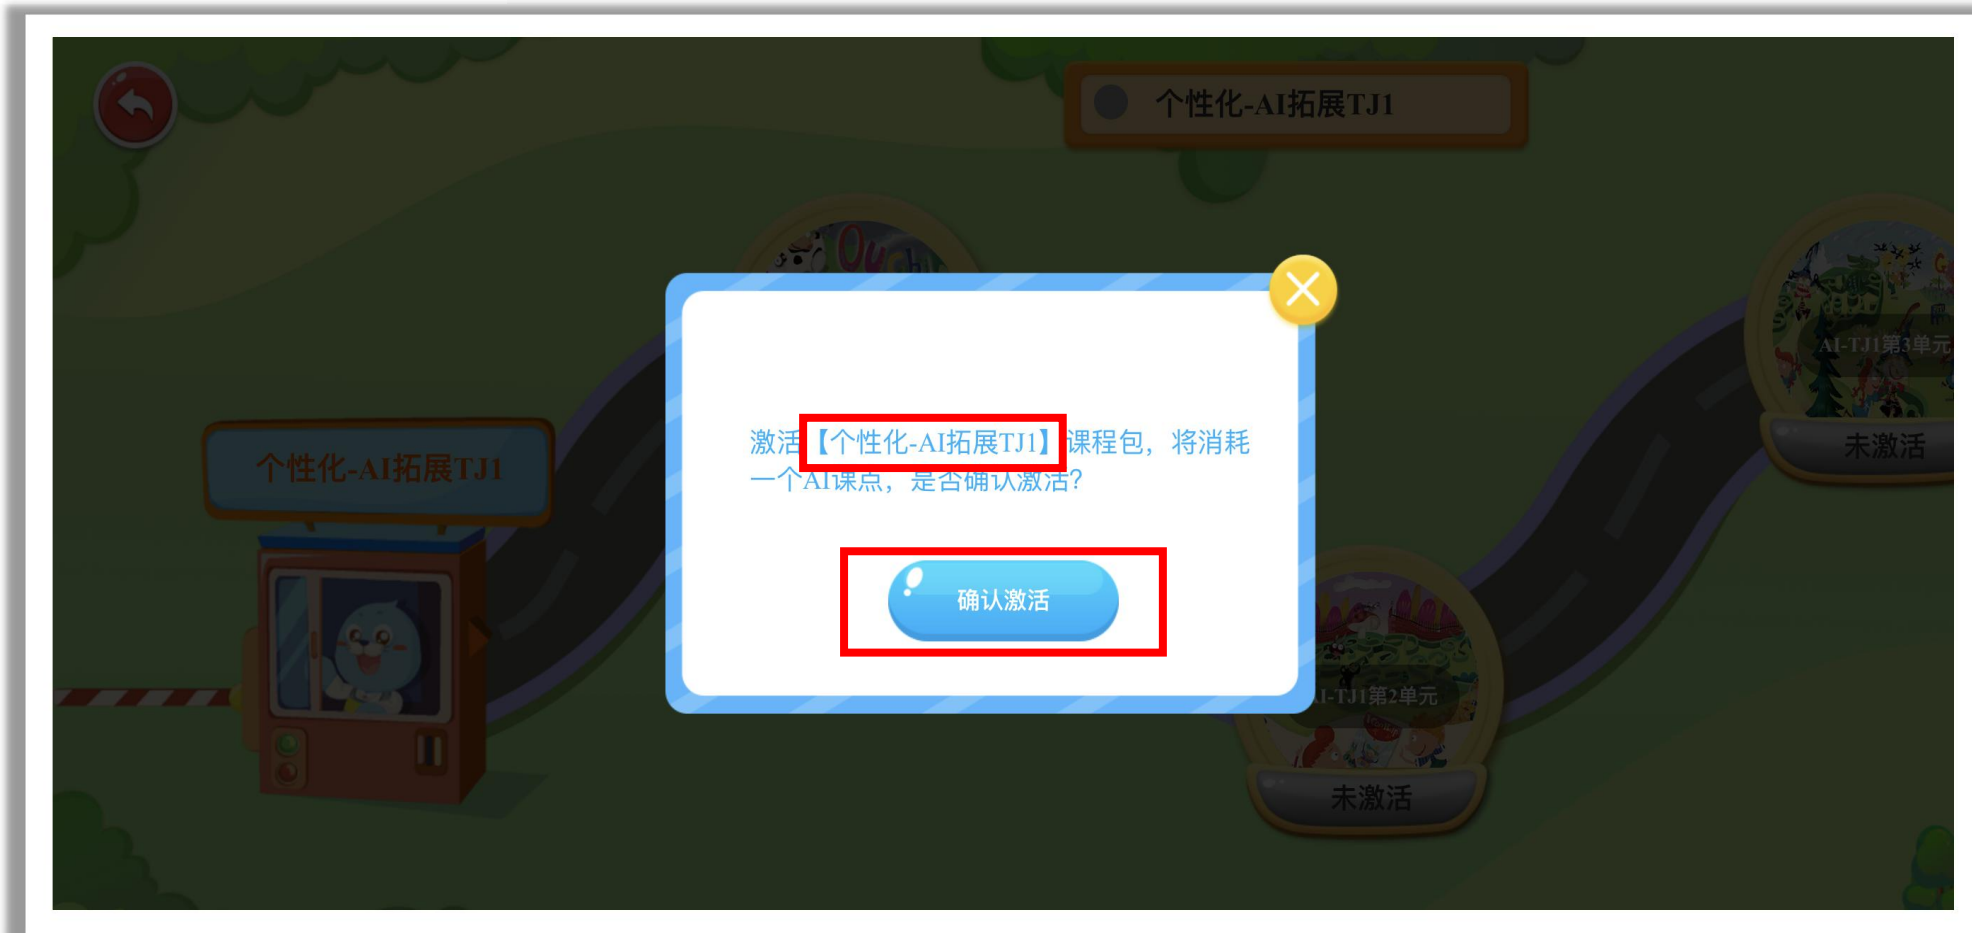 个性化-AI拓展TJ1
AI-TJ1第3单元
未激活
激活【个性化-AI拓展TJ1】课程包，将消耗
一个AI课点，是否确认激活？
个性化-AI拓展TJ1
确认激活
I-TJ1第2单元
未激活